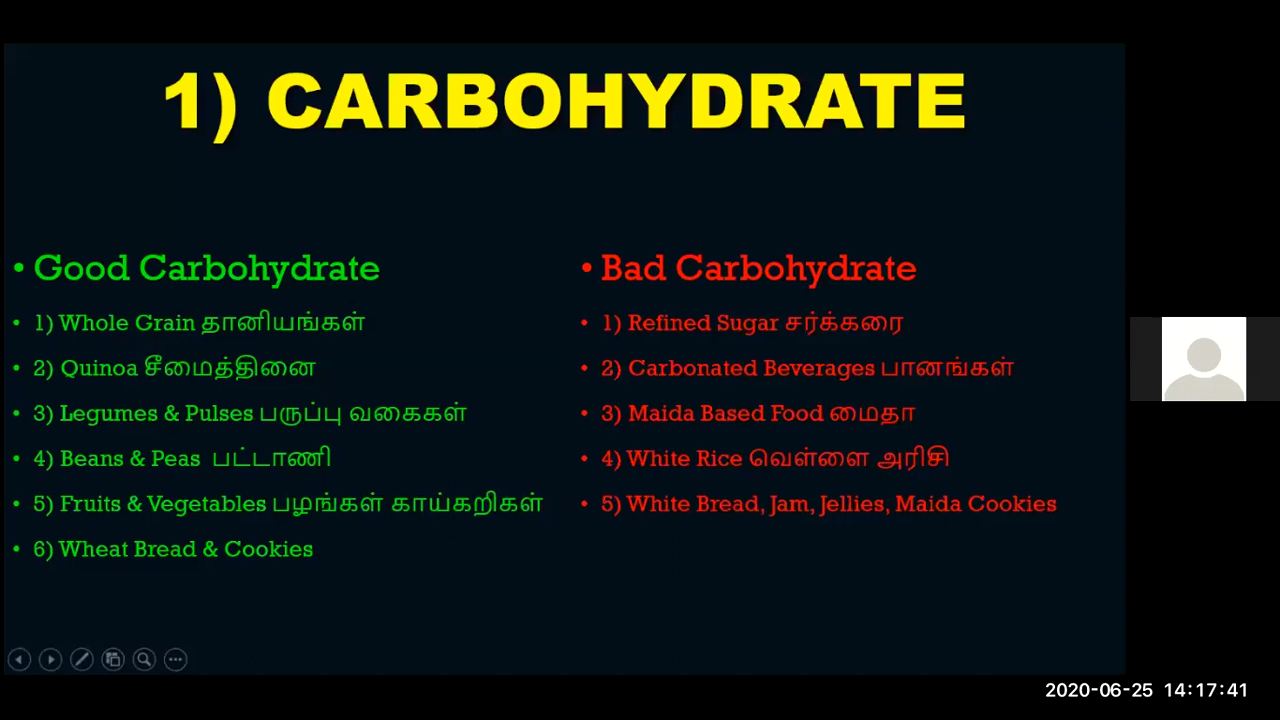 1) CARBOHYDRATE
• Good Carbohydrate
• 1) Whole Grain தானியங்கள்
• 2) Quinoa சீமைத்தினை
• 3) Legumes & Pulses பருப்பு வகைகள்
• 4) Beans & Peas பட்டாணி
• 5) Fruits & Vegetables பழங்கள் காய்கறிகள்
• 6) Wheat Bread & Cookies
• Bad Carbohydrate
• 1) Refined Sugar சர்க்கரை
• 2) Carbonated Beverages பானங்கள்
• 3) Maida Based Food மைதா
• 4) White Rice வெள்ளை அரிசி
• 5) White Bread, Jam, Jellies, Maida Cookies
2020-06-25 14:17:41